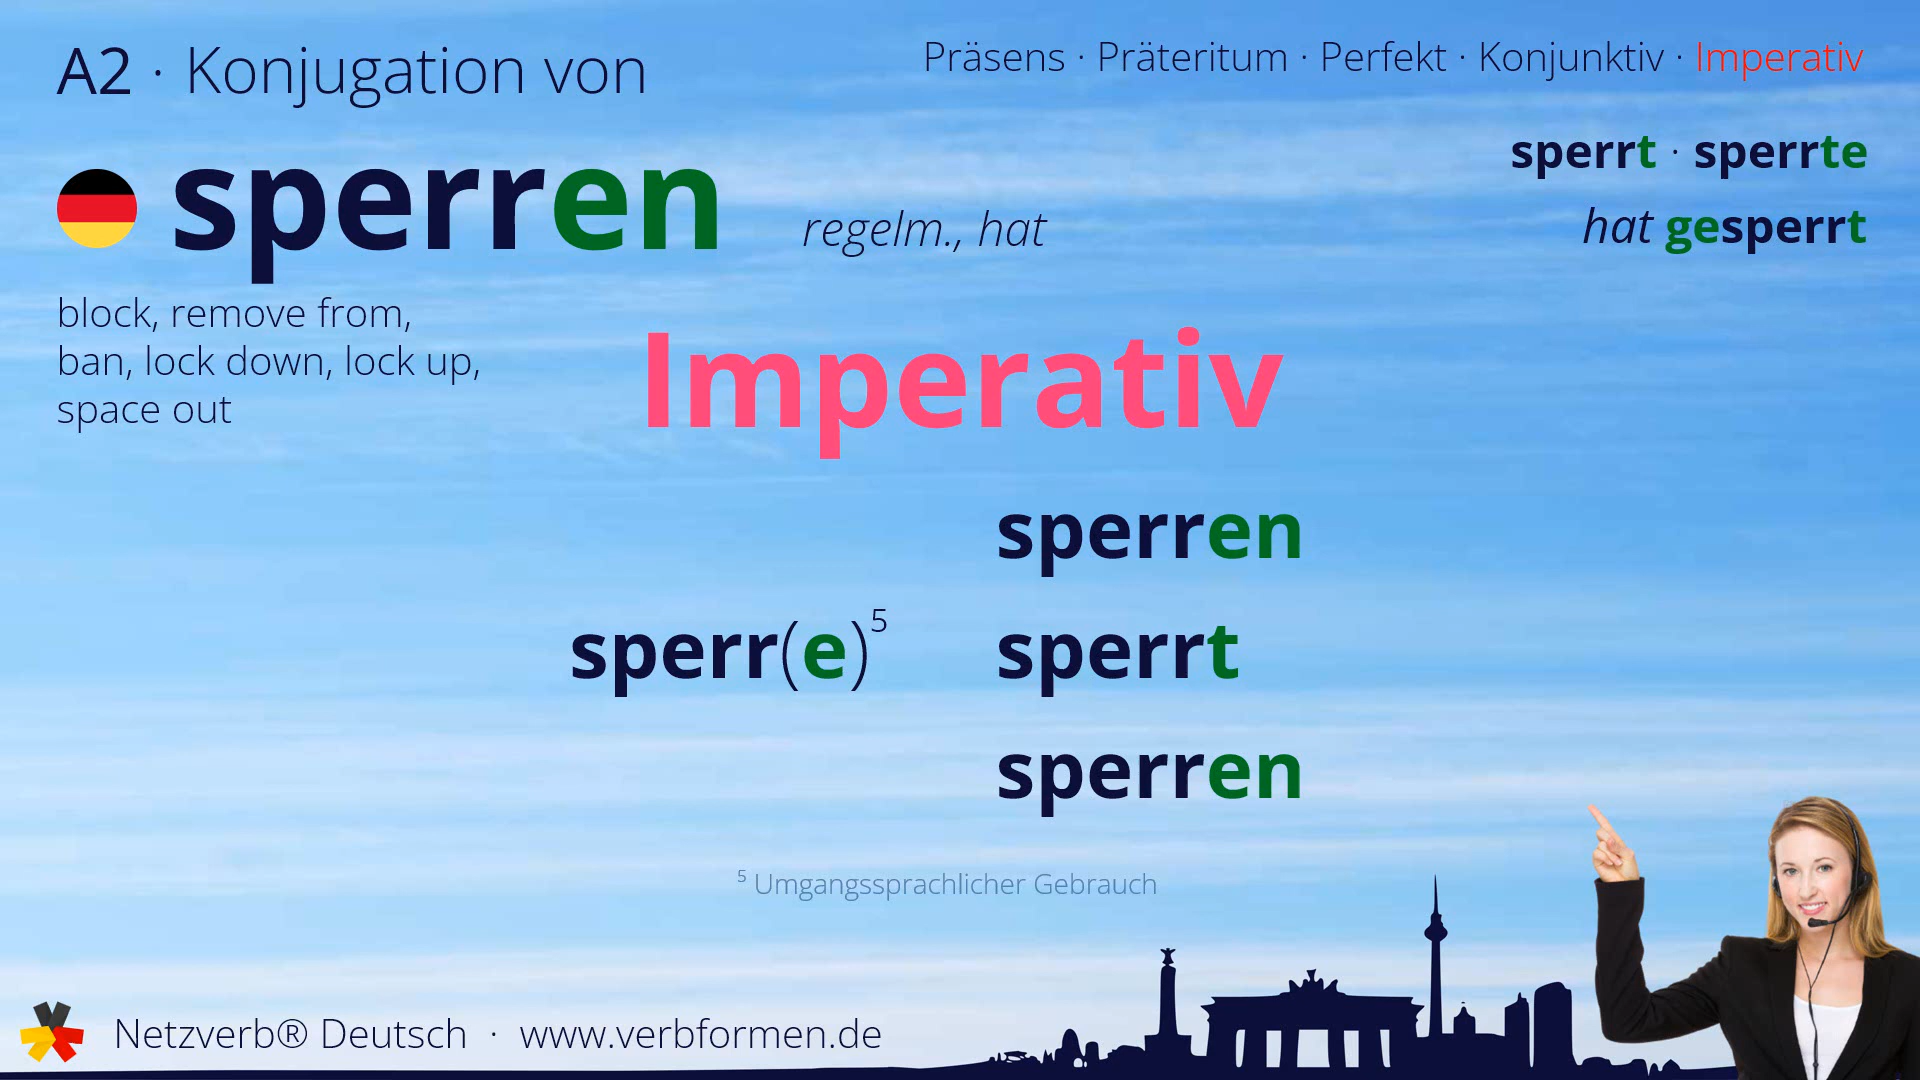 A2 · Konjugation von
Präsens · Präteritum · Perfekt · Konjunktiv · Imperativ
sperren regelm., hat
sperrt · sperrte
hat gesperrt
block, remove from,
ban, lock down, lock up,
space out
Imperativ
sperren
sperr(e)⁵ sperrt
sperren
⁵ Umgangssprachlicher Gebrauch
Netzverb® Deutsch · www.verbformen.de